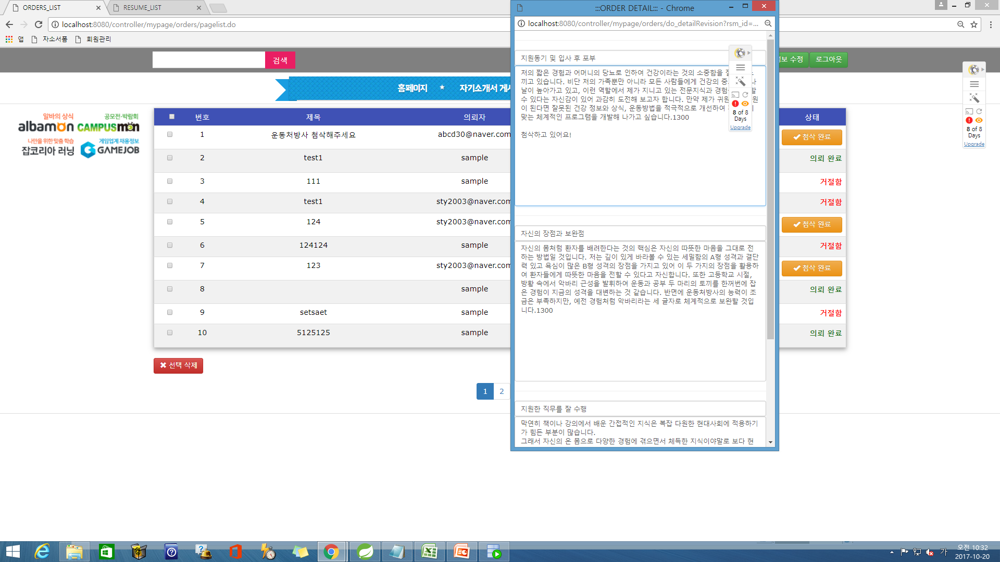 ORDERS_LIST
RESUME_LIST
localhost:8080/controller/mypage/orders/pagelist.do
앱
자소서폼
회원관리
검색
보 수정
로그아웃
홈페이지 ★ 자기소개서 게시
알바의 상식
albamon
공모전·박람회
CAMPUSmon
나만을 위한 맞춤 학습
잡코리아 러닝
게임업계 채용정보
GAMEJOB
번호 제목 의뢰자 상태
1 운동처방사 첨삭해주세요 abcd30@naver.com 첨삭 완료
2 test1 sample 의뢰 완료
3 111 sample 거절함
4 test1 sty2003@naver.com 거절함
5 124 sty2003@naver.com 첨삭 완료
6 124124 sample 거절함
7 123 sty2003@naver.com 첨삭 완료
8 sample 의뢰 완료
9 setsaet sample 거절함
10 5125125 sample 의뢰 완료
선택 삭제
1 2
:::ORDER DETAIL::: - Chrome
localhost:8080/controller/mypage/orders/do_detailRevision?rsm_id=...
지원동기 및 입사 후 포부
저의 짧은 경험과 어머니의 당뇨로 인하여 건강이라는 것의 소중함을
끼고 있습니다. 비단 저의 가족뿐만 아니라 모든 사람들에게 건강의
날이 높아가고 있고, 이런 역할에서 제가 지니고 있는 전문지식과
수 있다는 자신감이 있어 과감히 도전해 보고자 합니다. 만약 제가
이 된다면 잘못된 건강 정보와 상식, 운동방법을 적극적으로 개선하여
맞는 체계적인 프로그램을 개발해 나가고 싶습니다.1300
첨삭하고 있어요!
자신의 장점과 보완점
자신의 몸처럼 환자를 배려한다는 것의 핵심은 자신의 따뜻한 마음을 그대로 전
하는 방법일 것입니다. 저는 깊이 있게 바라볼 수 있는 세밀함의 A형 성격과 결단
력 있고 욕심이 많은 B형 성격의 장점을 가지고 있어 이 두 가지의 장점을 활용하
여 환자들에게 따뜻한 마음을 전할 수 있다고 자신합니다. 또한 고등학교 시절,
방황 속에서 악바리 근성을 발휘하여 운동과 공부 두 마리의 토끼를 한꺼번에 잡
은 경험이 지금의 성격을 대변하는 것 같습니다. 반면에 운동처방사의 능력이 조
금은 부족하지만, 예전 경험처럼 악바리라는 세 글자로 체계적으로 보완할 것입
니다.1300
지원한 직무를 잘 수행
막연히 책이나 강의에서 배운 간접적인 지식은 복잡 다원한 현대사회에 적용하기
가 힘든 부분이 많습니다.
그래서 자신의 온 몸으로 다양한 경험에 겪으면서 체득한 지식이야말로 보다 현
8 of 8
Days
Upgrade
8 of 8
Days
Upgrade
가
오전 10:32
2017-10-20